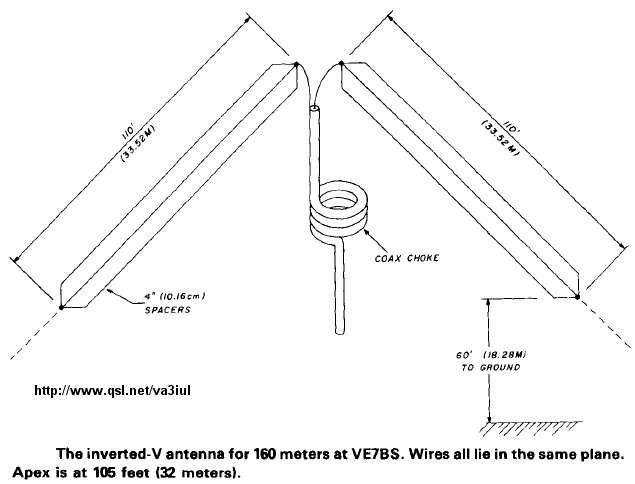 110'
(33.52M)
110'
(33.52M)
COAX CHOKE
4" (10.16cm)
SPACERS
60' (18.28M)
TO GROUND
http://www.qsl.net/va3iul
The inverted-V antenna for 160 meters at VE7BS. Wires all lie in the same plane.
Apex is at 105 feet (32 meters).